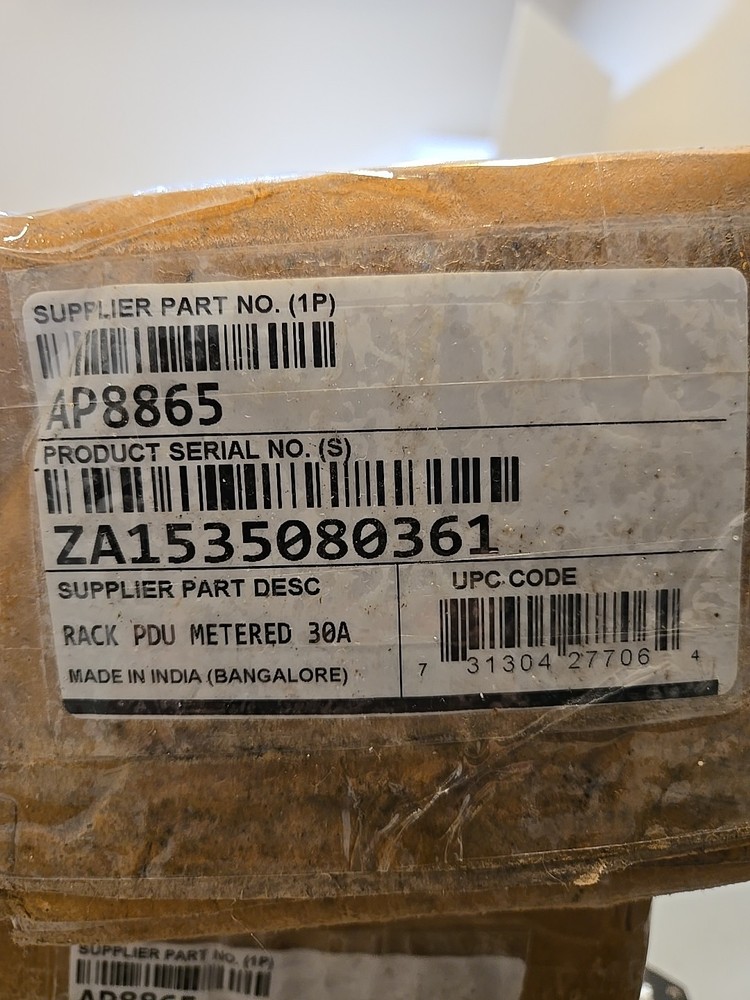 SUPPLIER PART NO. (1P)
AP8865
PRODUCT SERIAL NO. (S)
ZA1535080361
SUPPLIER PART DESC
UPC CODE
RACK PDU METERED 30A
7 31304 27706 4
MADE IN INDIA (BANGALORE)
SUPPLIER PART NO. (1P)
AP8865